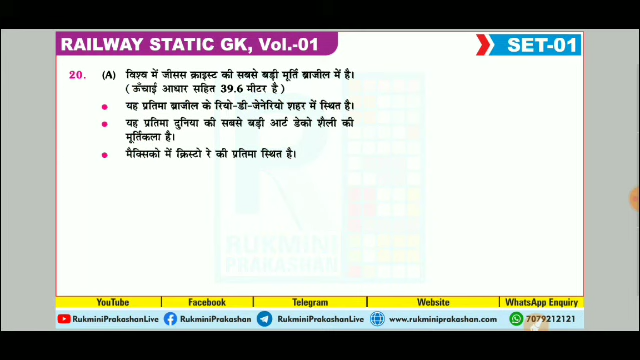 RAILWAY STATIC GK, Vol.-01
SET-01
20. (A) विश्व में जीसस क्राइस्ट की सबसे बड़ी मूर्ति ब्राजील में है।
( ऊँचाई आधार सहित 39.6 मीटर है )
• यह प्रतिमा ब्राजील के रियो-डी-जेनेरियो शहर में स्थित है।
• यह प्रतिमा दुनिया की सबसे बड़ी आर्ट डेको शैली की
मूर्तिकला है।
• मैक्सिको में क्रिस्टो रे की प्रतिमा स्थित है।
RUKMINI
PRAKASHAN
YouTube Facebook Telegram Website WhatsApp Enquiry
RukminiPrakashanLive RukminiPrakashan RukminiPrakashanLive www.rukminiprakashan.com 7079212121